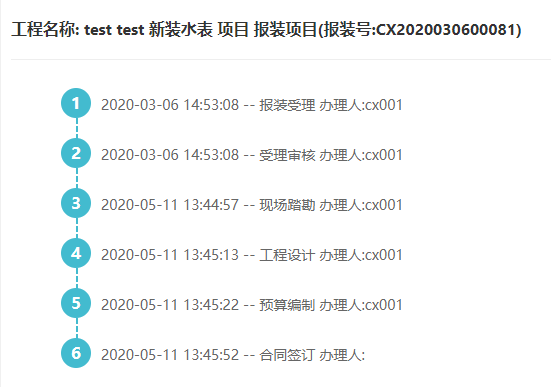 工程名称: test test 新装水表 项目 报装项目(报装号:CX2020030600081)
1 2020-03-06 14:53:08 -- 报装受理 办理人:cx001
2 2020-03-06 14:53:08 -- 受理审核 办理人:cx001
3 2020-05-11 13:44:57 -- 现场踏勘 办理人:cx001
4 2020-05-11 13:45:13 -- 工程设计 办理人:cx001
5 2020-05-11 13:45:22 -- 预算编制 办理人:cx001
6 2020-05-11 13:45:52 -- 合同签订 办理人: